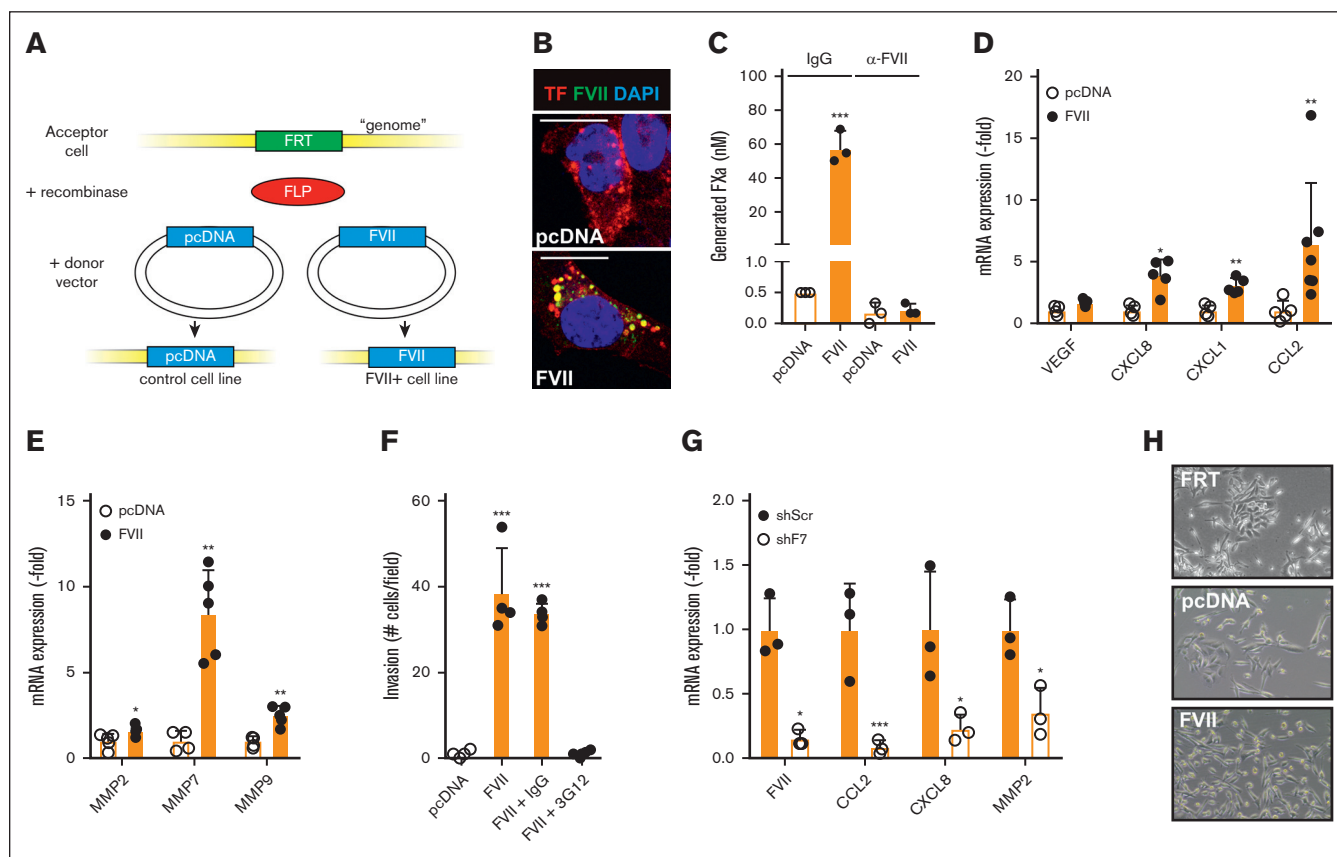 A
Acceptor
cell
"genome"
FRT
+ recombinase
FLP
pcDNA
FVII
+ donor
vector
pcDNA
FVII
control cell line
FVII+ cell line
B
TF FVII DAPI
pcDNA
FVII
C
IgG
α-FVII
Generated FXa (nM)
100
80
60
40
20
1.0
0.5
0.0
***
pcDNA
FVII
pcDNA
FVII
D
mRNA expression (-fold)
20
15
10
5
0
pcDNA
FVII
*
**
**
VEGF
CXCL8
CXCL1
CCL2
E
mRNA expression (-fold)
15
10
5
0
pcDNA
FVII
*
**
**
MMP2
MMP7
MMP9
F
Invasion (# cells/field)
60
40
20
0
***
***
pcDNA
FVII
FVII + IgG
FVII + 3G12
G
mRNA expression (-fold)
2.0
1.5
1.0
0.5
0.0
shScr
shF7
*
***
*
*
FVII
CCL2
CXCL8
MMP2
H
FRT
pcDNA
FVII